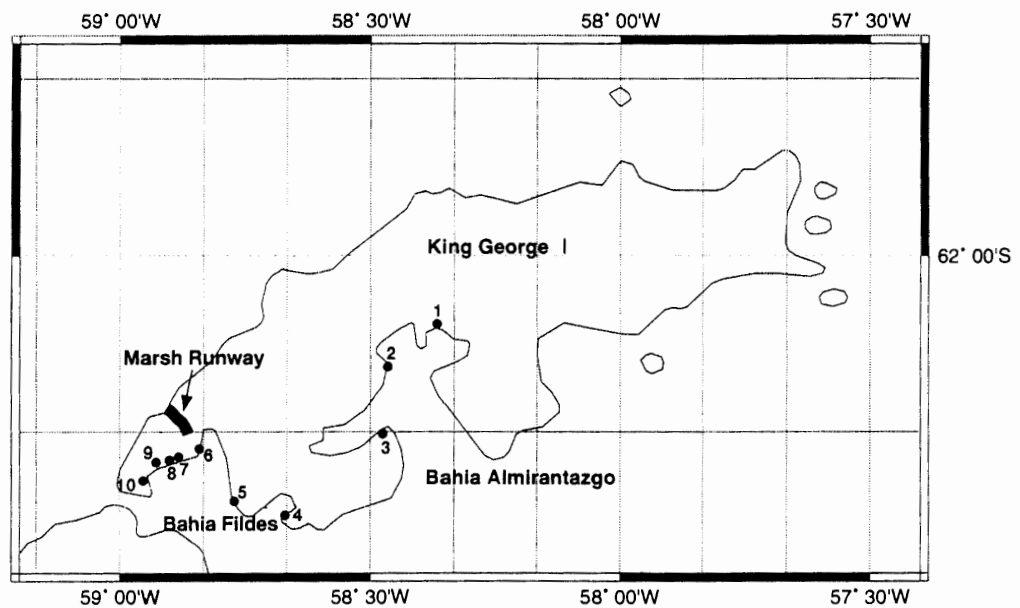 59° 00'W 58° 30'W 58° 00'W 57° 30'W
King George I
62° 00'S
1
Marsh Runway
2
3
6
9
8
7
10
Bahia Almirantazgo
5
Bahia Fildes
4
59° 00'W 58° 30'W 58° 00'W 57° 30'W